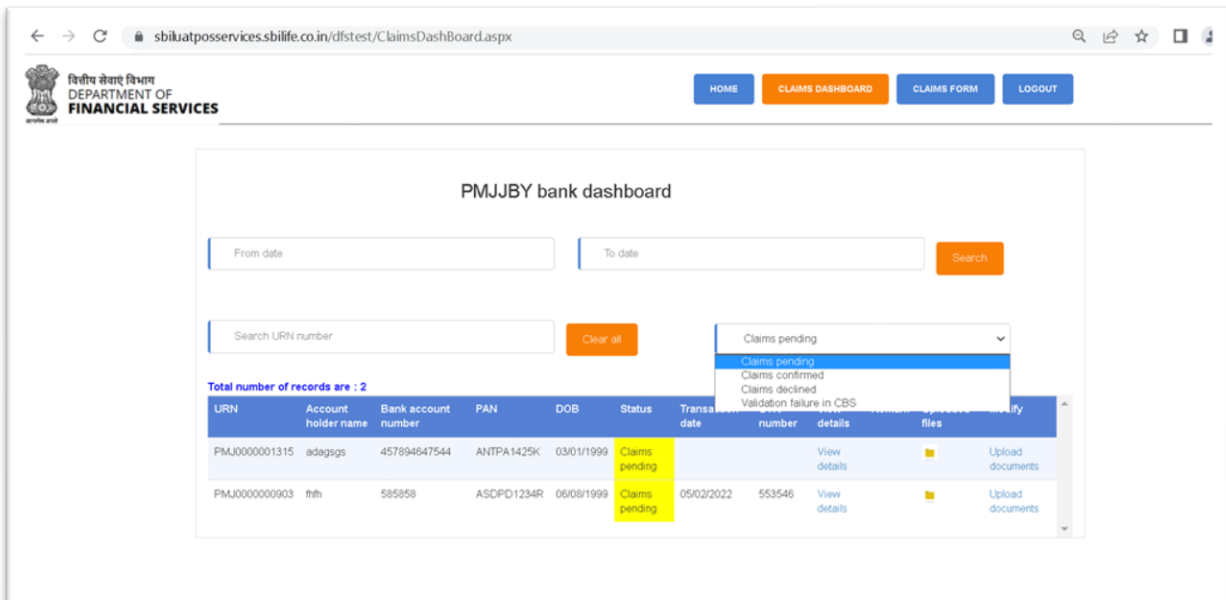 sbiluatposservices.sbilife.co.in/dfstest/ClaimsDashBoard.aspx
वित्तीय सेवाएं विभाग
DEPARTMENT OF
FINANCIAL SERVICES
सत्यमेव जयते
HOME CLAIMS DASHBOARD CLAIMS FORM LOGOUT
PMJJBY bank dashboard
From date To date Search
Search URN number Clear all Claims pending
Claims pending
Claims confirmed
Claims declined
Validation failure in CBS
Total number of records are : 2
URN Account holder name Bank account number PAN DOB Status date number details files
PMJ0000001315 adagsgs 457894647544 ANTPA1425K 03/01/1999 Claims pending View details Upload documents
PMJ0000000903 fhfh 585858 ASDPD1234R 06/08/1999 Claims pending 05/02/2022 553546 View details Upload documents